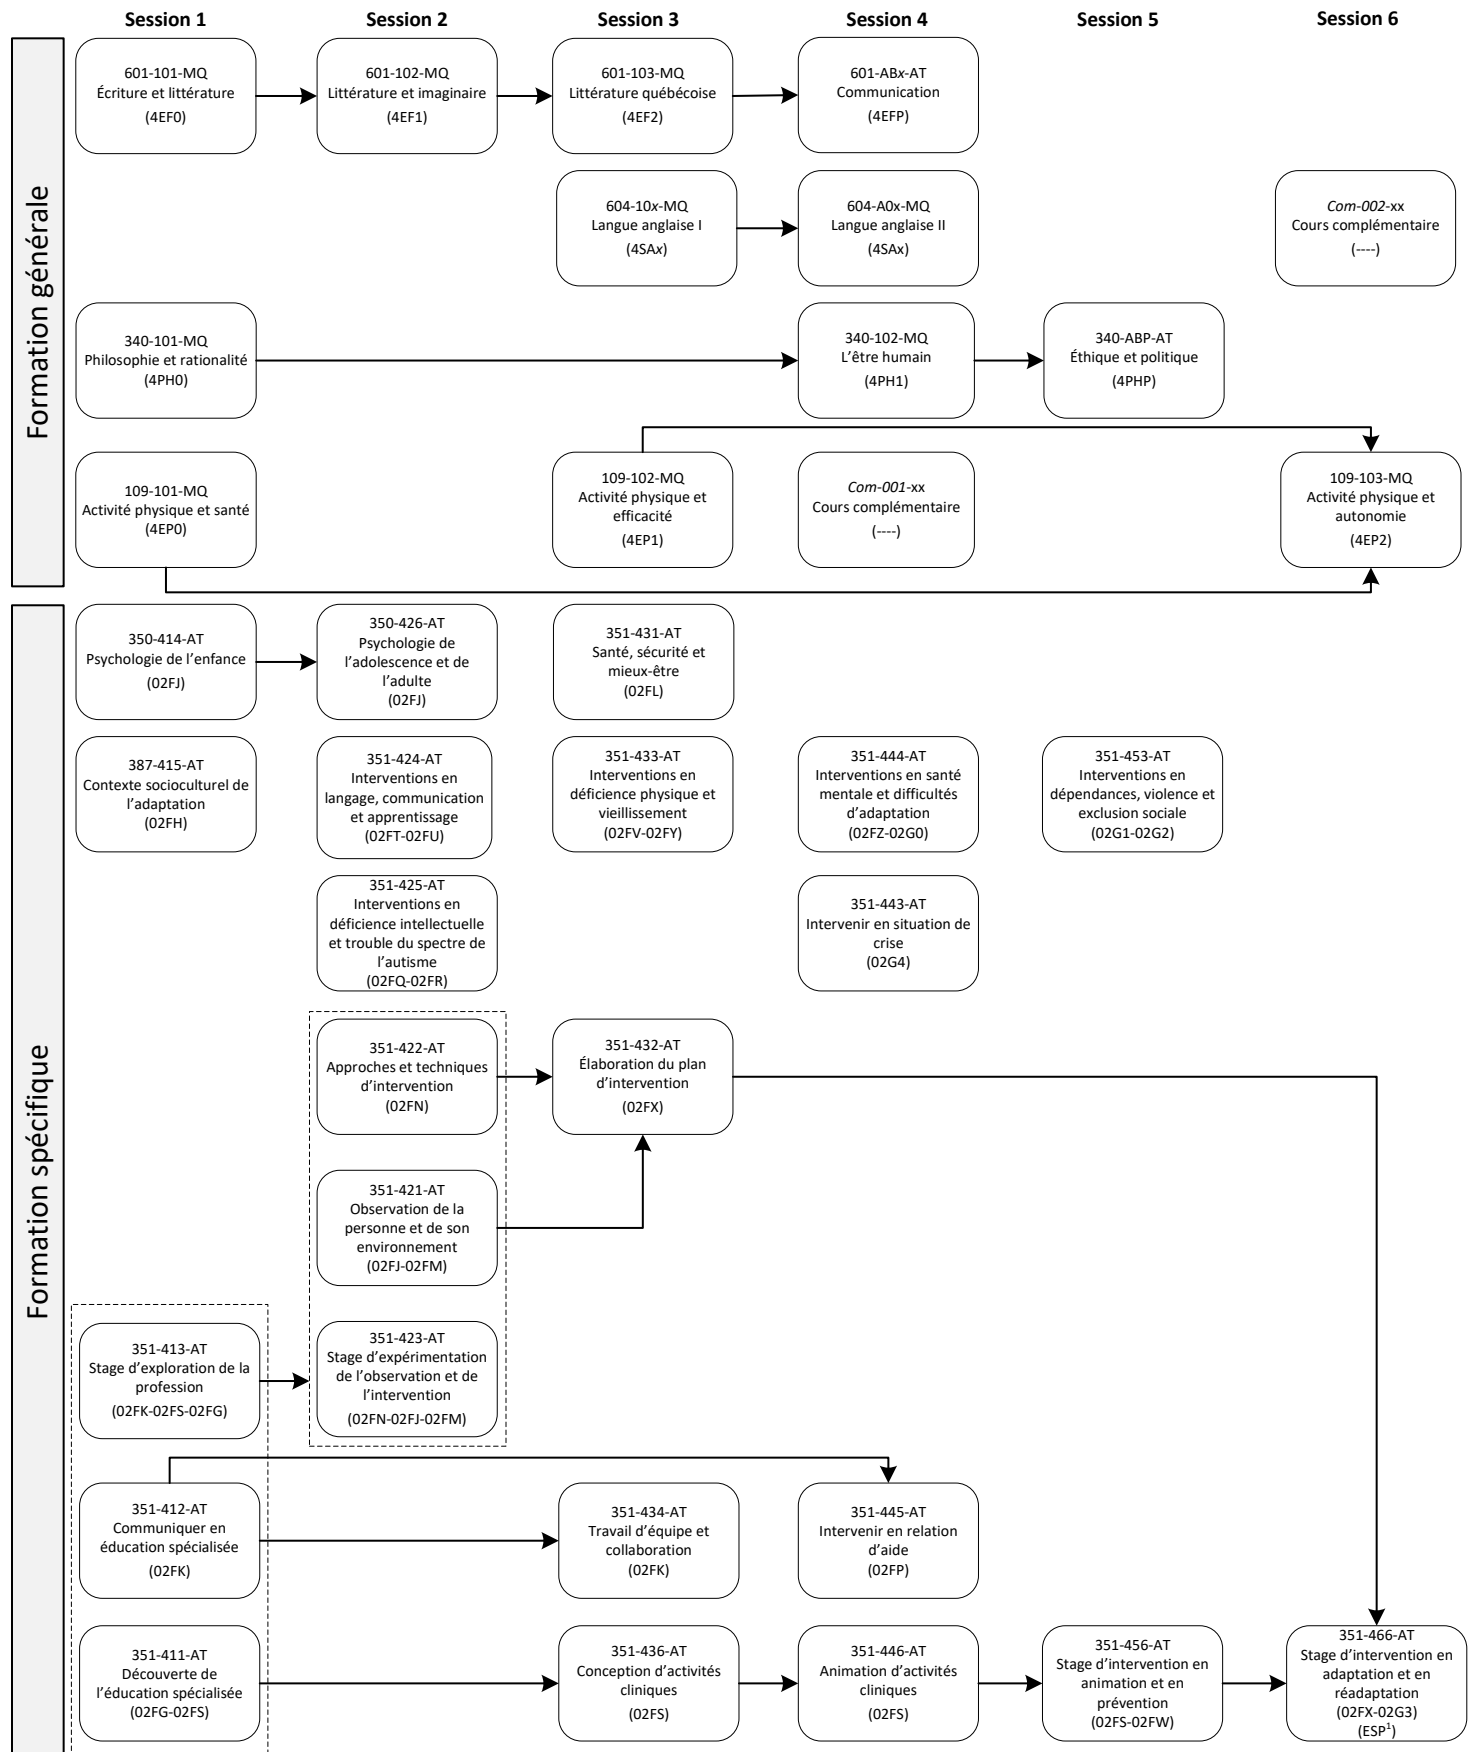 Session 1
Session 2
Session 3
Session 4
Session 5
Session 6
Formation générale
601-101-MQ
Écriture et littérature
(4EF0)
601-102-MQ
Littérature et imaginaire
(4EF1)
601-103-MQ
Littérature québécoise
(4EF2)
601-ABx-AT
Communication
(4EFP)
604-10x-MQ
Langue anglaise I
(4SAx)
604-A0x-MQ
Langue anglaise II
(4SAx)
Com-002-xx
Cours complémentaire
(----)
340-101-MQ
Philosophie et rationalité
(4PH0)
340-102-MQ
L’être humain
(4PH1)
340-ABP-AT
Éthique et politique
(4PHP)
109-101-MQ
Activité physique et santé
(4EP0)
109-102-MQ
Activité physique et
efficacité
(4EP1)
Com-001-xx
Cours complémentaire
(----)
109-103-MQ
Activité physique et
autonomie
(4EP2)
Formation spécifique
350-414-AT
Psychologie de l’enfance
(02FJ)
350-426-AT
Psychologie de
l’adolescence et de
l’adulte
(02FJ)
351-431-AT
Santé, sécurité et
mieux-être
(02FL)
387-415-AT
Contexte socioculturel de
l’adaptation
(02FH)
351-424-AT
Interventions en
langage, communication
et apprentissage
(02FT-02FU)
351-433-AT
Interventions en
déficience physique et
vieillissement
(02FV-02FY)
351-444-AT
Interventions en santé
mentale et difficultés
d’adaptation
(02FZ-02G0)
351-453-AT
Interventions en
dépendances, violence et
exclusion sociale
(02G1-02G2)
351-425-AT
Interventions en
déficience intellectuelle
et trouble du spectre de
l’autisme
(02FQ-02FR)
351-443-AT
Intervenir en situation de
crise
(02G4)
351-422-AT
Approches et techniques
d’intervention
(02FN)
351-432-AT
Élaboration du plan
d’intervention
(02FX)
351-421-AT
Observation de la
personne et de son
environnement
(02FJ-02FM)
351-413-AT
Stage d’exploration de la
profession
(02FK-02FS-02FG)
351-423-AT
Stage d’expérimentation
de l’observation et de
l’intervention
(02FN-02FJ-02FM)
351-412-AT
Communiquer en
éducation spécialisée
(02FK)
351-434-AT
Travail d’équipe et
collaboration
(02FK)
351-445-AT
Intervenir en relation
d’aide
(02FP)
351-411-AT
Découverte de
l’éducation spécialisée
(02FG-02FS)
351-436-AT
Conception d’activités
cliniques
(02FS)
351-446-AT
Animation d’activités
cliniques
(02FS)
351-456-AT
Stage d’intervention en
animation et en
prévention
(02FS-02FW)
351-466-AT
Stage d’intervention en
adaptation et en
réadaptation
(02FX-02G3)
(ESP¹)